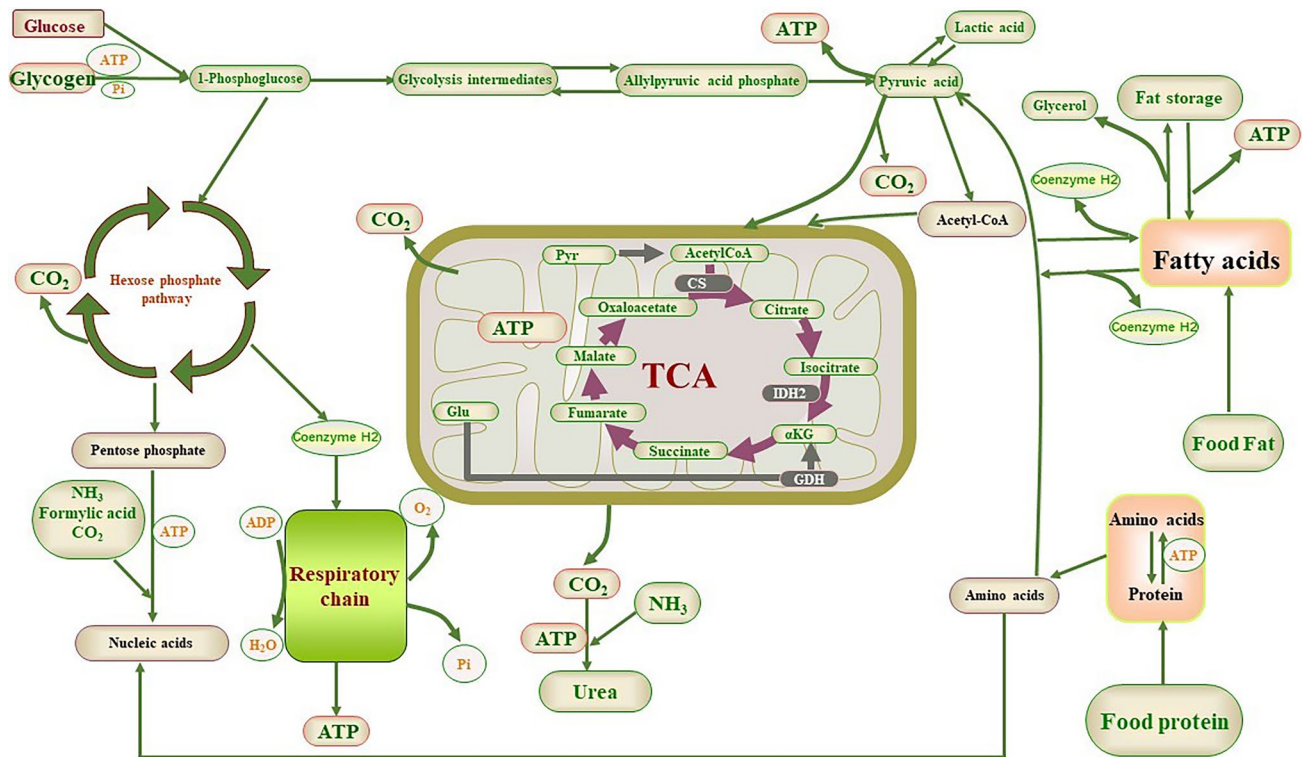 Glucose
Glycogen
ATP
Pi
1-Phosphoglucose
Glycolysis intermediates
Allylpyruvic acid phosphate
ATP
Pyruvic acid
Lactic acid
CO2
Acetyl-CoA
Glycerol
Fat storage
ATP
Coenzyme H2
Fatty acids
Coenzyme H2
Food Fat
Hexose phosphate
pathway
CO2
Pentose phosphate
NH3
Formylic acid
CO2
ATP
Nucleic acids
Coenzyme H2
ADP
O2
Respiratory
chain
H2O
Pi
ATP
CO2
Pyr
AcetylCoA
CS
Oxaloacetate
Citrate
ATP
Malate
TCA
Isocitrate
IDH2
Glu
Fumarate
αKG
Succinate
GDH
CO2
NH3
ATP
Urea
Amino acids
Amino acids
ATP
Protein
Food protein